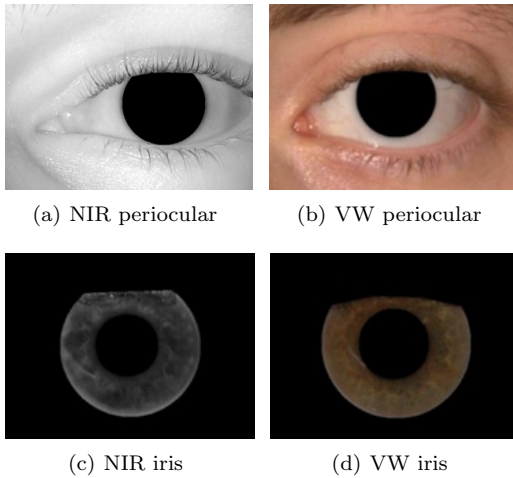 (a) NIR periocular
(b) VW periocular
(c) NIR iris
(d) VW iris